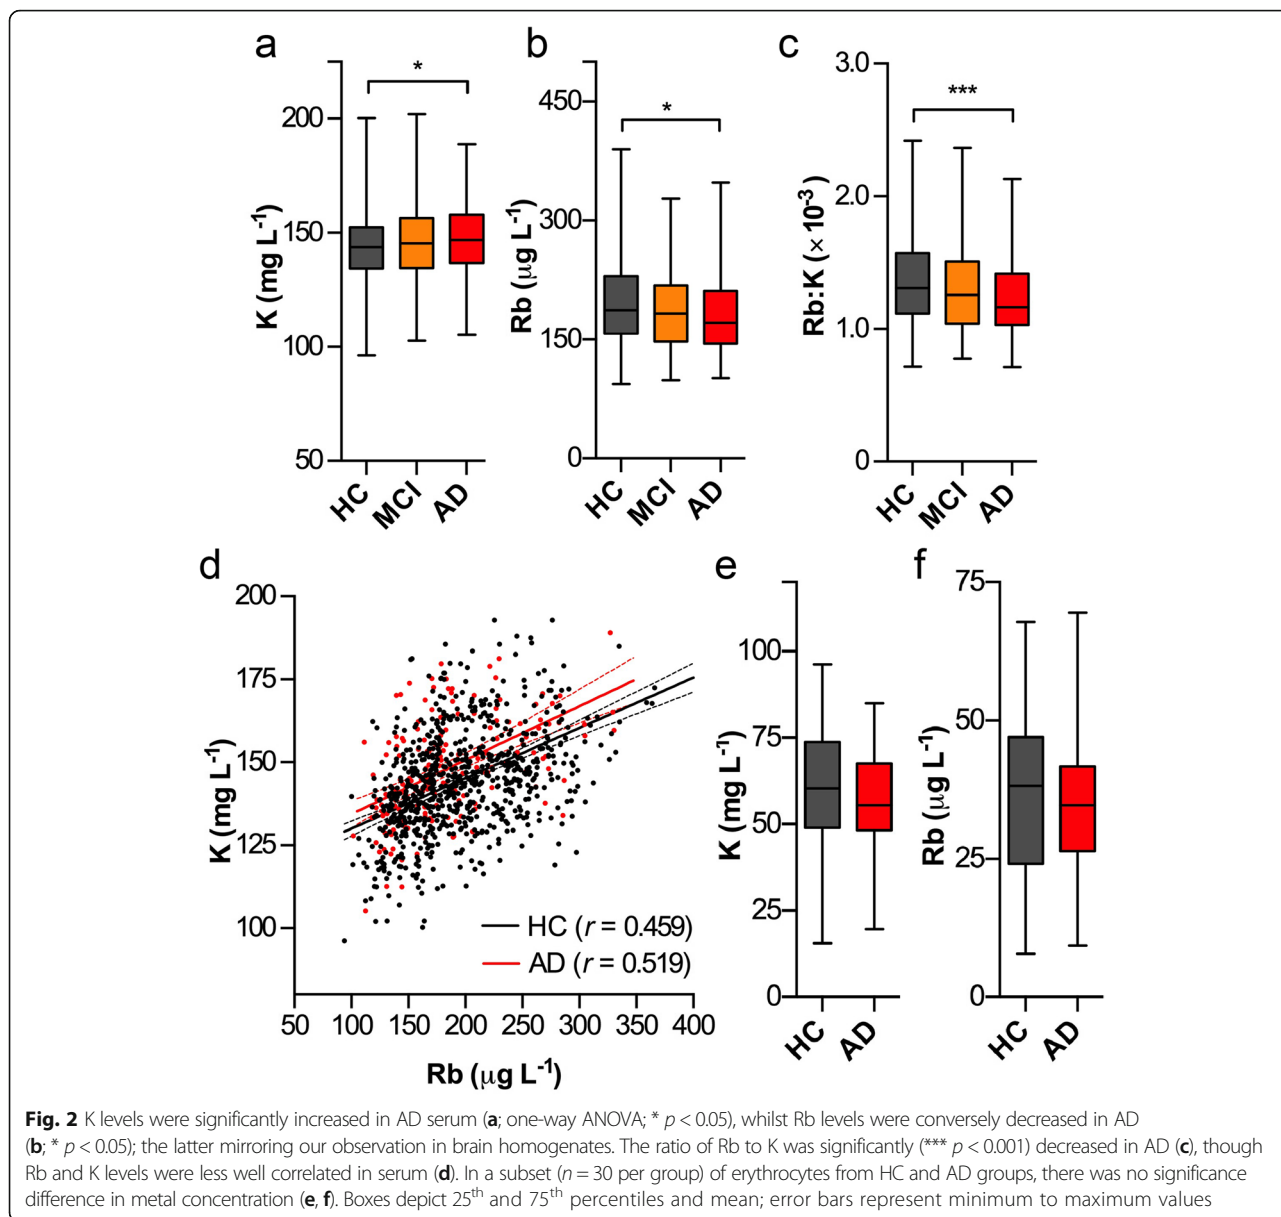 a
*
K (mg L⁻¹)
200
150
100
50
HC
MCI
AD
b
*
Rb (µg L⁻¹)
450
300
150
0
HC
MCI
AD
c
***
Rb:K (× 10⁻³)
3.0
2.0
1.0
0
HC
MCI
AD
d
K (mg L⁻¹)
200
175
150
125
100
HC (r = 0.459)
AD (r = 0.519)
50 100 150 200 250 300 350 400
Rb (µg L⁻¹)
e
K (mg L⁻¹)
100
75
50
25
0
HC
AD
f
Rb (µg L⁻¹)
75
50
25
0
HC
AD
Fig. 2 K levels were significantly increased in AD serum (a; one-way ANOVA; * p < 0.05), whilst Rb levels were conversely decreased in AD
(b; * p < 0.05); the latter mirroring our observation in brain homogenates. The ratio of Rb to K was significantly (*** p < 0.001) decreased in AD (c), though
Rb and K levels were less well correlated in serum (d). In a subset (n = 30 per group) of erythrocytes from HC and AD groups, there was no significance
difference in metal concentration (e, f). Boxes depict 25th and 75th percentiles and mean; error bars represent minimum to maximum values